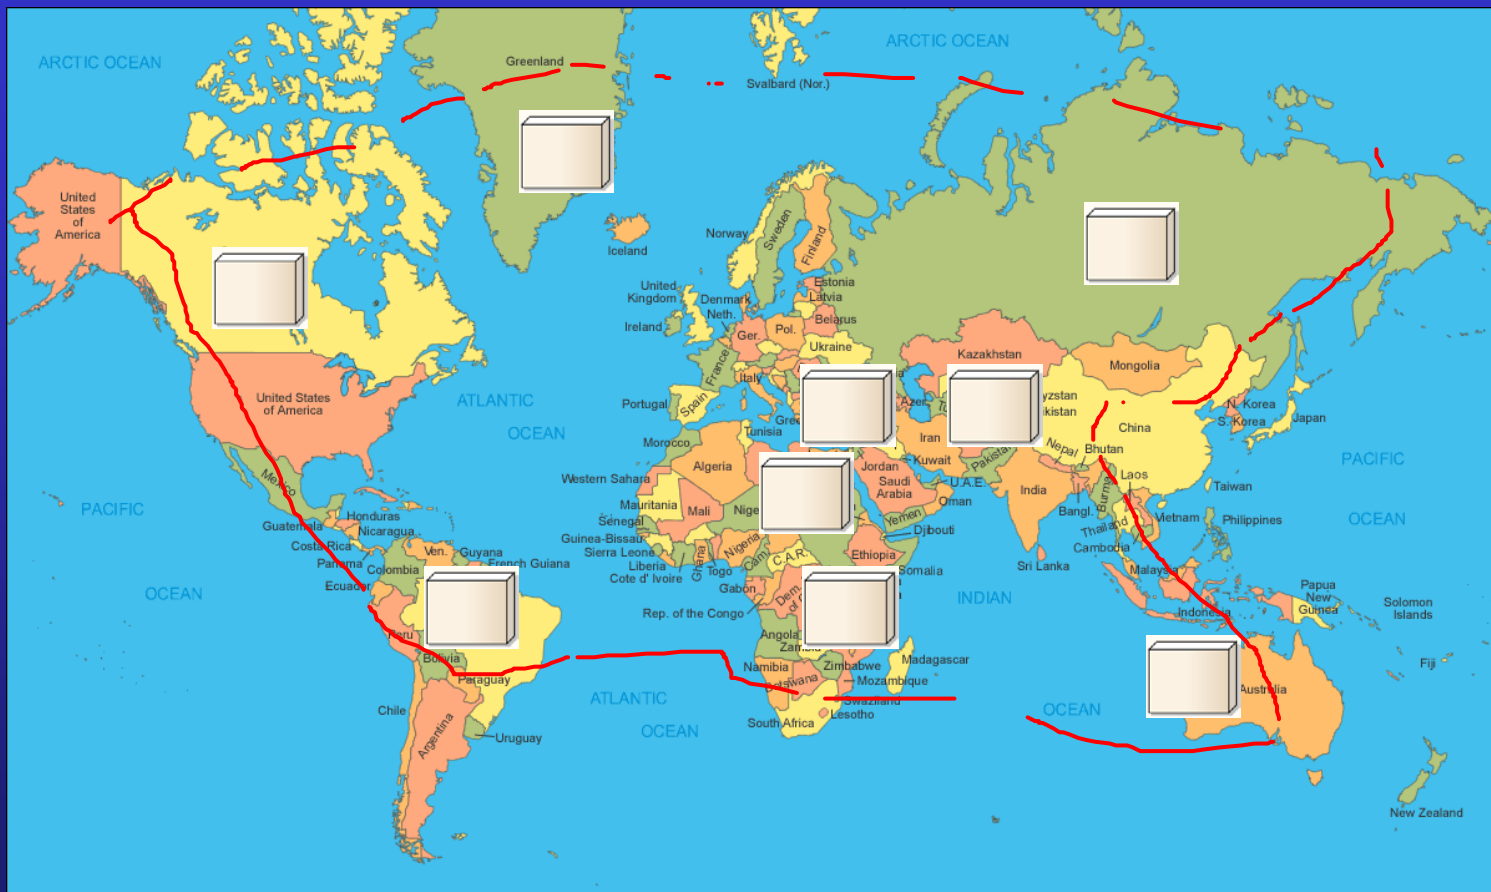 ARCTIC OCEAN
Greenland
ARCTIC OCEAN
Svalbard (Nor.)
United
States
of
America
Iceland
Norway
Sweden
Finland
United
Kingdom
Ireland
Denmark
Neth.
Estonia
Latvia
Belarus
Ger.
Pol.
Ukraine
France
Italy
Portugal
Spain
Kazakhstan
Mongolia
United States
of America
ATLANTIC
OCEAN
Azer.
N. Korea
S. Korea
Japan
China
Morocco
Tunisia
Iran
Nepal
Bhutan
Algeria
Western Sahara
Jordan
Kuwait
Pakistan
Saudi
Arabia
U.A.E.
Oman
India
Laos
Burma
Bangl.
Taiwan
PACIFIC
OCEAN
Mexico
PACIFIC
OCEAN
Mauritania
Mali
Senegal
Yemen
Djibouti
Thailand
Vietnam
Philippines
Cambodia
Honduras
Guatemala
Nicaragua
Costa Rica
Panama
Ven.
Guyana
French Guiana
Colombia
Ecuador
Guinea-Bissau
Sierra Leone
Liberia
Cote d' Ivoire
Ghana
Togo
Nigeria
Cam.
C.A.R.
Ethiopia
Somalia
Sri Lanka
Malaysia
Gabon
Rep. of the Congo
Dem.
INDIAN
OCEAN
Indonesia
Papua
New
Guinea
Solomon
Islands
Peru
Bolivia
Paraguay
Angola
Zambia
Namibia
Botswana
Zimbabwe
Mozambique
Madagascar
Swaziland
Lesotho
South Africa
ATLANTIC
OCEAN
Chile
Argentina
Uruguay
Australia
Fiji
New Zealand